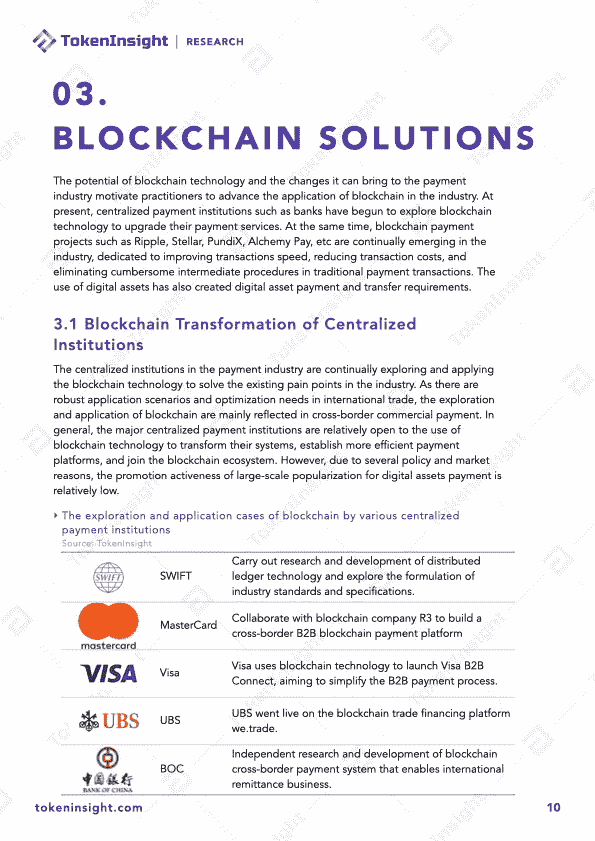 TokenInsight | RESEARCH
03.
BLOCKCHAIN SOLUTIONS
The potential of blockchain technology and the changes it can bring to the payment
industry motivate practitioners to advance the application of blockchain in the industry. At
present, centralized payment institutions such as banks have begun to explore blockchain
technology to upgrade their payment services. At the same time, blockchain payment
projects such as Ripple, Stellar, PundiX, Alchemy Pay, etc are continually emerging in the
industry, dedicated to improving transactions speed, reducing transaction costs, and
eliminating cumbersome intermediate procedures in traditional payment transactions. The
use of digital assets has also created digital asset payment and transfer requirements.
3.1 Blockchain Transformation of Centralized
Institutions
The centralized institutions in the payment industry are continually exploring and applying
the blockchain technology to solve the existing pain points in the industry. As there are
robust application scenarios and optimization needs in international trade, the exploration
and application of blockchain are mainly reflected in cross-border commercial payment. In
general, the major centralized payment institutions are relatively open to the use of
blockchain technology to transform their systems, establish more efficient payment
platforms, and join the blockchain ecosystem. However, due to several policy and market
reasons, the promotion activeness of large-scale popularization for digital assets payment is
relatively low.
The exploration and application cases of blockchain by various centralized
payment institutions
Source: TokenInsight
SWIFT
SWIFT
Carry out research and development of distributed
ledger technology and explore the formulation of
industry standards and specifications.
mastercard
MasterCard
Collaborate with blockchain company R3 to build a
cross-border B2B blockchain payment platform
VISA
Visa
Visa uses blockchain technology to launch Visa B2B
Connect, aiming to simplify the B2B payment process.
UBS
UBS
UBS went live on the blockchain trade financing platform
we.trade.
中国银行
BANK OF CHINA
BOC
Independent research and development of blockchain
cross-border payment system that enables international
remittance business.
tokeninsight.com
10